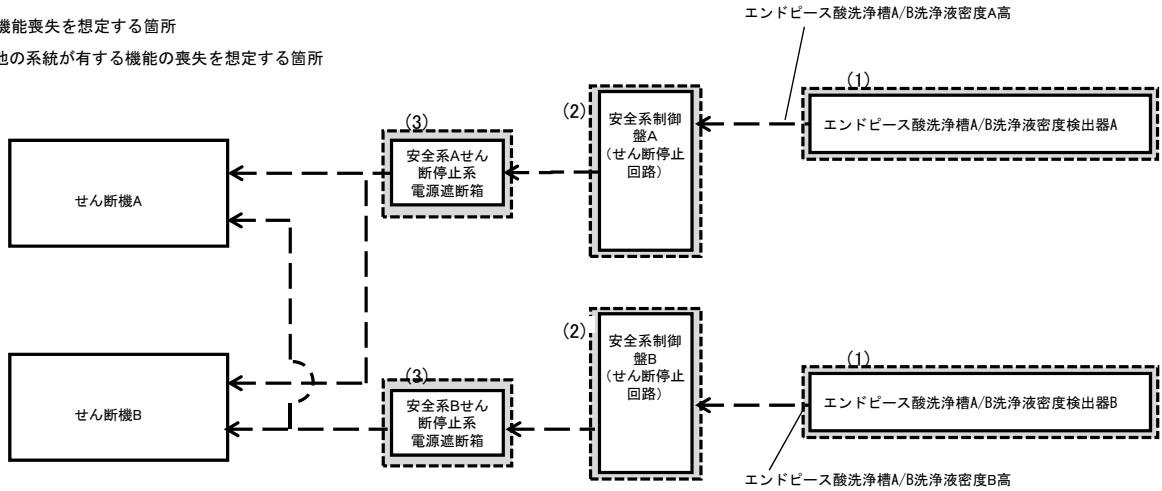 機能喪失を想定する箇所
他の系統が有する機能の喪失を想定する箇所
エンドピース酸洗浄槽A/B洗浄液密度A高
(1)
エンドピース酸洗浄槽A/B洗浄液密度検出器A
(2)
安全系制御
盤A
(せん断停止
回路)
(3)
安全系Aせん
断停止系
電源遮断箱
せん断機A
(1)
エンドピース酸洗浄槽A/B洗浄液密度検出器B
(2)
安全系制御
盤B
(せん断停止
回路)
(3)
安全系Bせん
断停止系
電源遮断箱
せん断機B
エンドピース酸洗浄槽A/B洗浄液密度B高